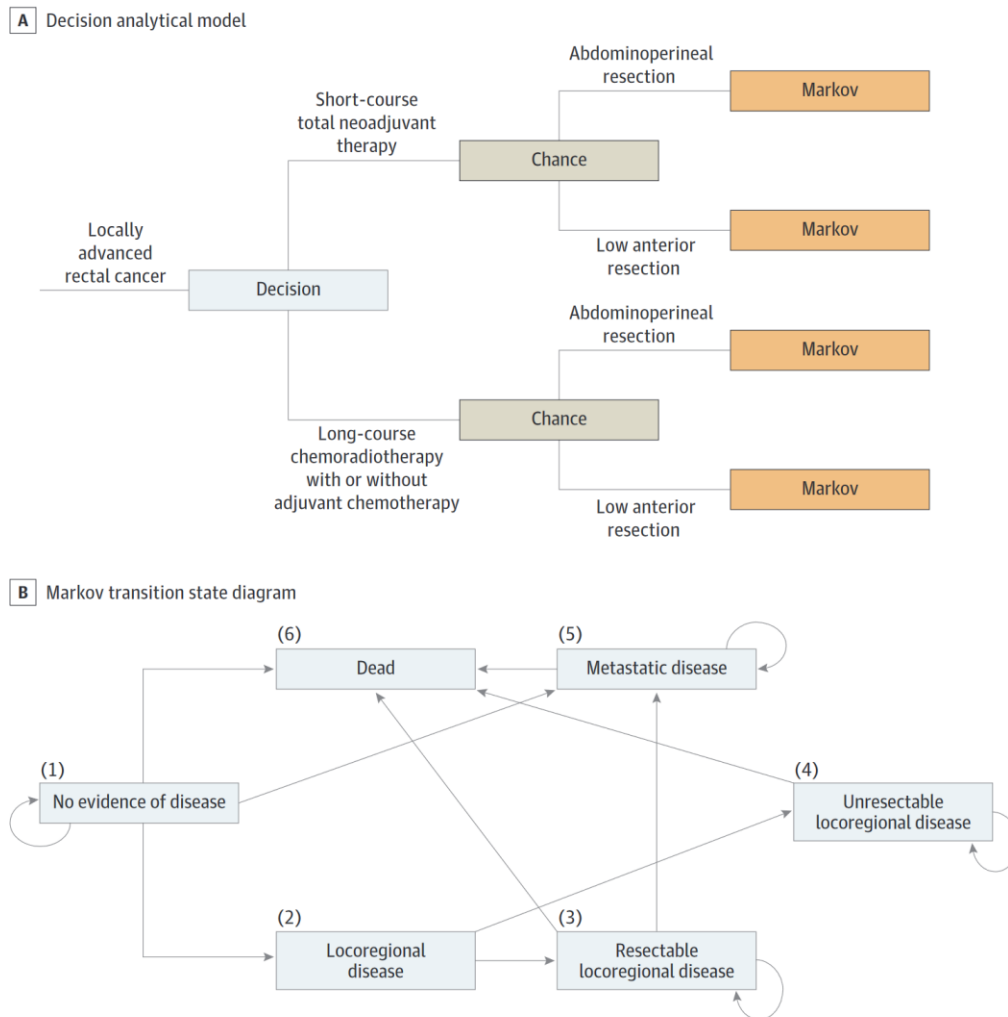 A Decision analytical model
Abdominoperineal
resection
Markov
Short-course
total neoadjuvant
therapy
Chance
Markov
Low anterior
resection
Locally
advanced
rectal cancer
Decision
Abdominoperineal
resection
Markov
Chance
Long-course
chemoradiotherapy
with or without
adjuvant chemotherapy
Markov
Low anterior
resection
B Markov transition state diagram
(6)
Dead
(5)
Metastatic disease
(1)
No evidence of disease
(4)
Unresectable
locoregional disease
(2)
Locoregional
disease
(3)
Resectable
locoregional disease